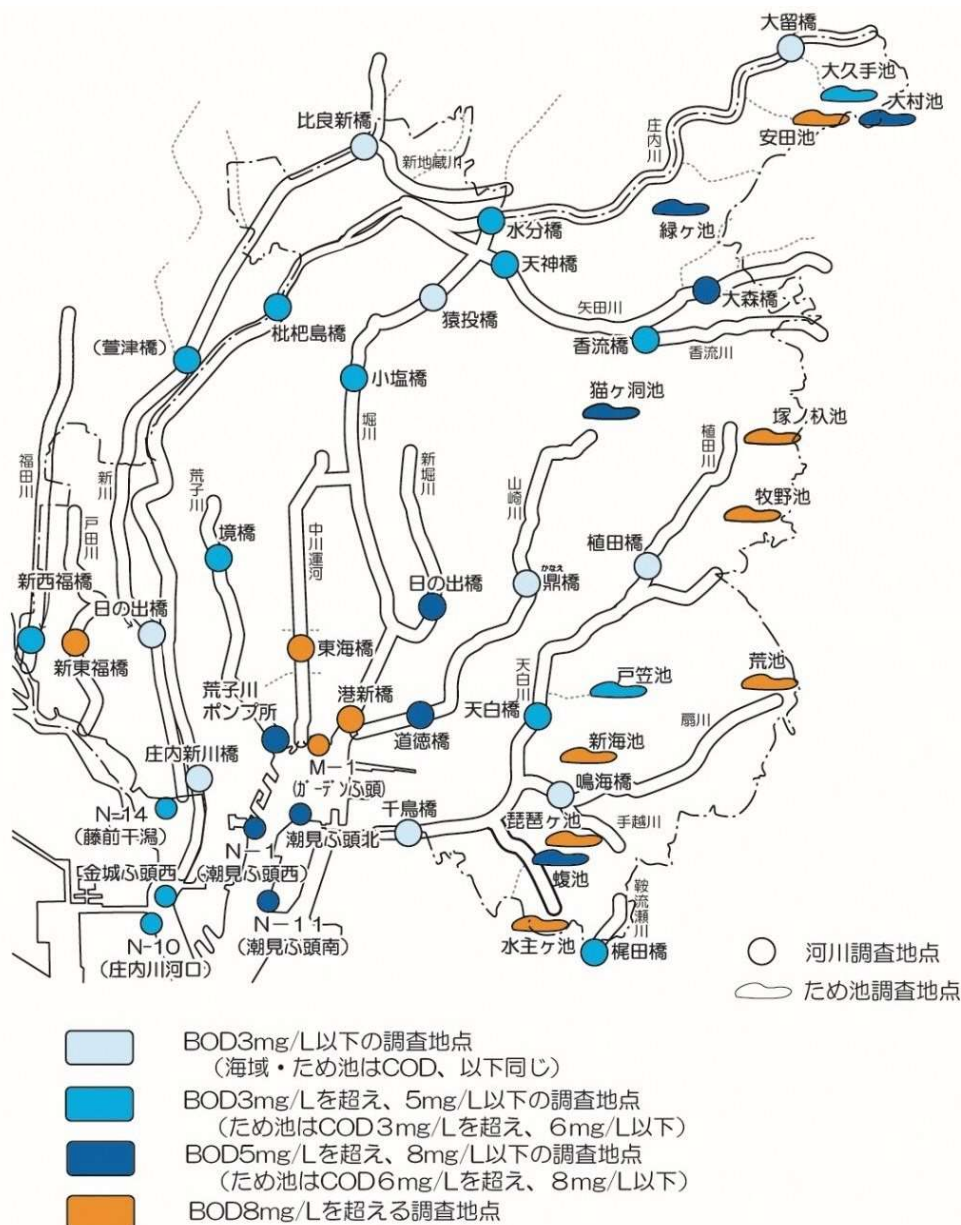 大留橋
大久手池
大村池
安田池
比良新橋
新地蔵川
庄内川
緑ヶ池
水分橋
天神橋
大森橋
矢田川
猿投橋
枇杷島橋
香流橋
香流川
(萱津橋)
小塩橋
猫ヶ洞池
塚ノ杁池
堀川
植田川
福田川
新川
荒子川
新堀川
山崎川
戸田川
中川運河
牧野池
境橋
植田橋
かなえ
鼎橋
新西福橋
日の出橋
日の出橋
新東福橋
東海橋
荒池
戸笠池
天白川
荒子川
ポンプ所
港新橋
天白橋
道徳橋
扇川
新海池
庄内新川橋
M-1
(ガーデンふ頭)
鳴海橋
千鳥橋
琵琶ヶ池
手越川
N-14
(藤前干潟)
潮見ふ頭北
N-1
(潮見ふ頭西)
蝮池
金城ふ頭西
鞍流瀬川
N-11
(潮見ふ頭南)
水主ヶ池
N-10
(庄内川河口)
梶田橋
河川調査地点
ため池調査地点
BOD3mg/L以下の調査地点
(海域・ため池はCOD、以下同じ)
BOD3mg/Lを超え、5mg/L以下の調査地点
(ため池はCOD3mg/Lを超え、6mg/L以下)
BOD5mg/Lを超え、8mg/L以下の調査地点
(ため池はCOD6mg/Lを超え、8mg/L以下)
BOD8mg/Lを超える調査地点